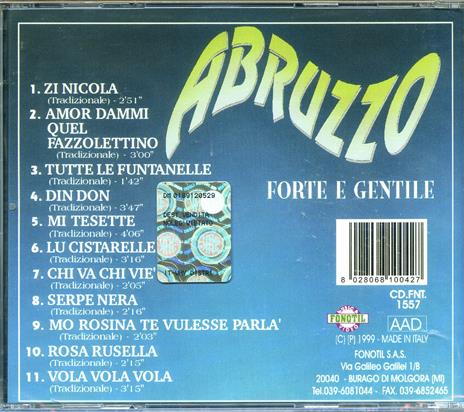 ABRUZZO
FORTE E GENTILE
1. ZI NICOLA
(Tradizionale) - 2'51"
2. AMOR DAMMI
QUEL
FAZZOLETTINO
(Tradizionale) - 3'00"
3. TUTTE LE FUNTANELLE
(Tradizionale) - 1'42"
4. DIN DON
(Tradizionale) - 3'47"
5. MI TESETTE
(Tradizionale) - 4'06"
6. LU CISTARELLE
(Tradizionale) - 3'16"
7. CHI VA CHI VIE'
(Tradizionale) - 2'05"
8. SERPE NERA
(Tradizionale) - 2'16"
9. MO ROSINA TE VULESSE PARLA'
(Tradizionale) - 2'03"
10. ROSA RUSELLA
(Tradizionale) - 2'15"
11. VOLA VOLA VOLA
(Tradizionale) - 3'15"
8 028068 100427
CD.FNT.
1557
FONOTIL
AAD
(C) (P) 1999 - MADE IN ITALY
FONOTIL S.A.S.
Via Galileo Galilei 1/8
20040 - BURAGO DI MOLGORA (MI)
Tel.039-6081044 - FAX. 039-6852465